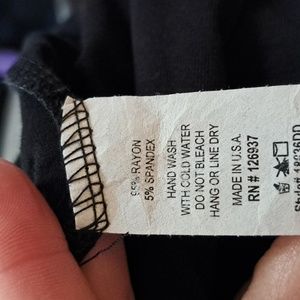 95% RAYON
5% SPANDEX
HAND WASH
WITH COLD WATER
DO NOT BLEACH
HANG OR LINE DRY
MADE IN U.S.A.
RN # 126937